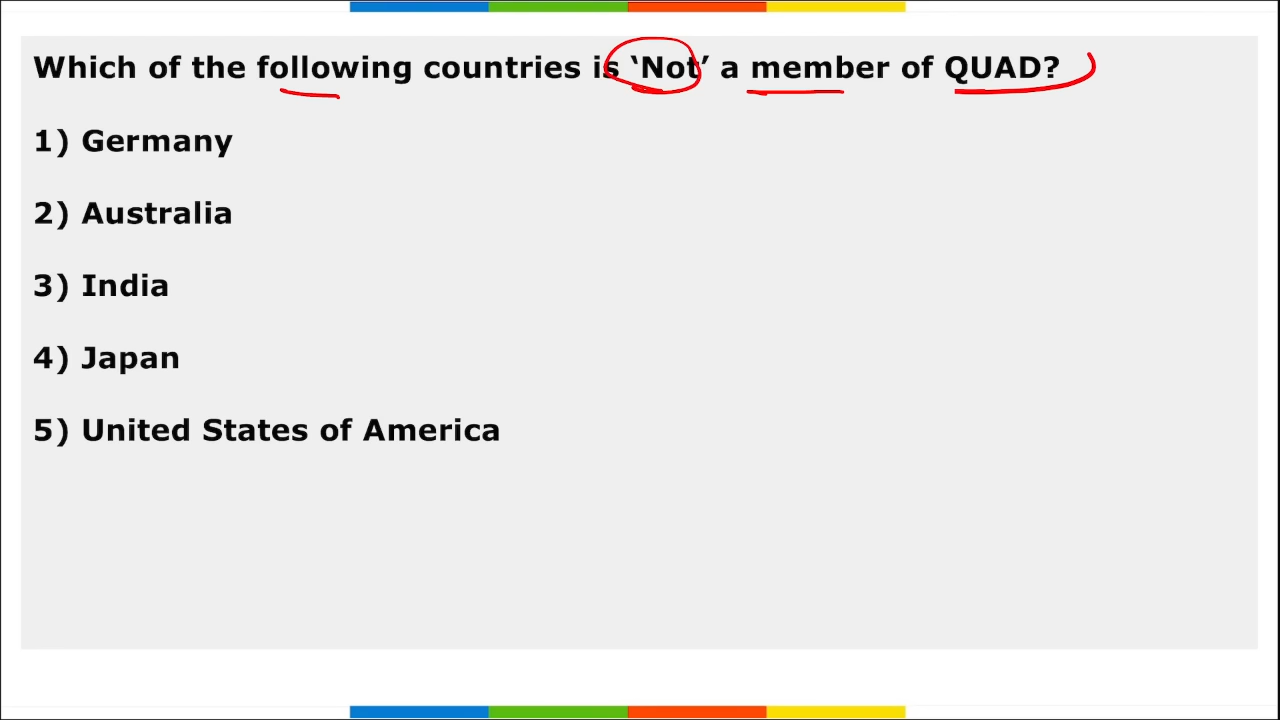 Which of the following countries is ‘Not’ a member of QUAD?
1) Germany
2) Australia
3) India
4) Japan
5) United States of America